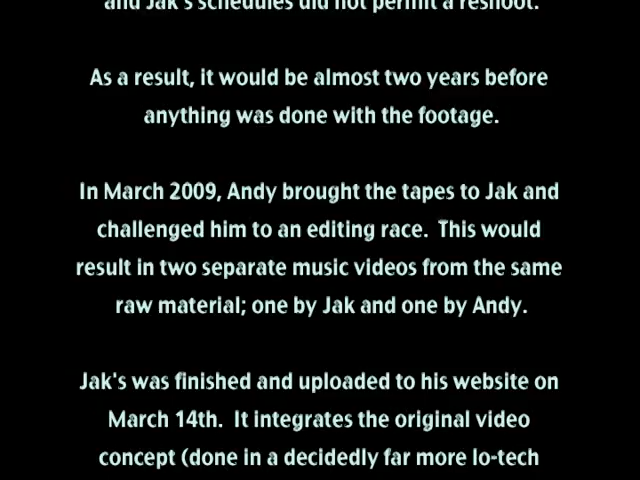 and Jak's schedules did not permit a reshoot.
As a result, it would be almost two years before
anything was done with the footage.
In March 2009, Andy brought the tapes to Jak and
challenged him to an editing race.  This would
result in two separate music videos from the same
raw material; one by Jak and one by Andy.
Jak's was finished and uploaded to his website on
March 14th.  It integrates the original video
concept (done in a decidedly far more lo-tech